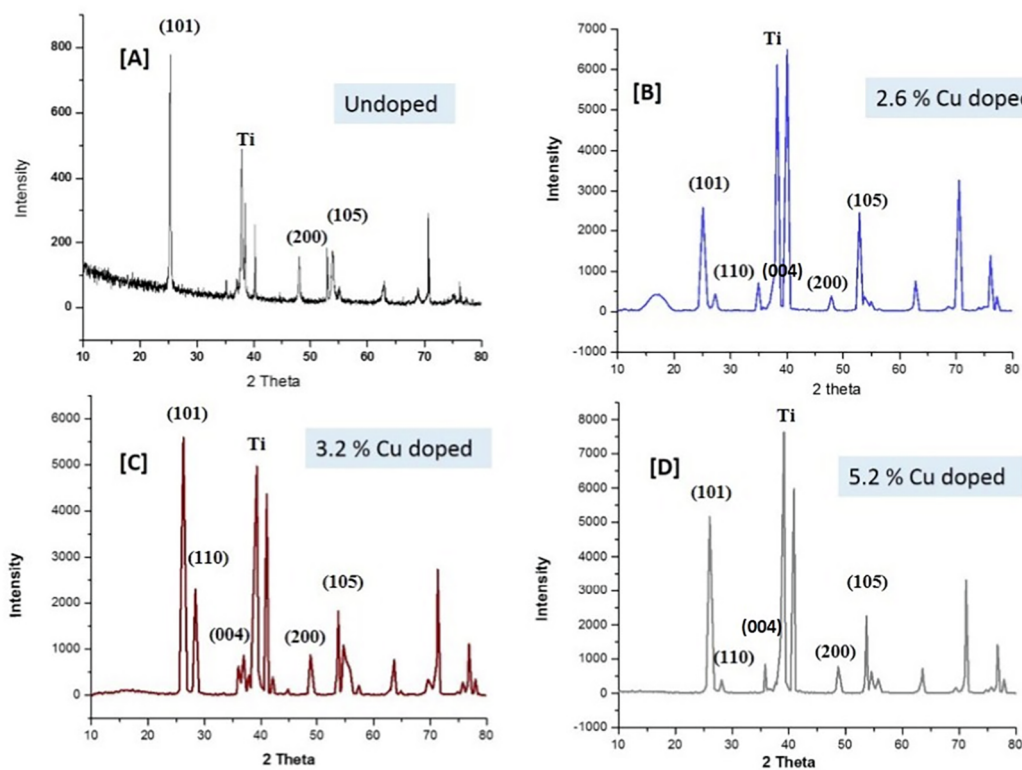 (101)
[A]
Undoped
Ti
(105)
(200)
800
600
400
200
0
Intensity
10 20 30 40 50 60 70 80
2 Theta
7000
6000
5000
4000
3000
2000
1000
0
-1000
Intensity
Ti
[B]
2.6 % Cu doped
(101)
(105)
(110)
(004)
(200)
10 20 30 40 50 60 70 80
2 theta
6000
5000
4000
3000
2000
1000
0
Intensity
(101)
Ti
[C]
3.2 % Cu doped
(110)
(105)
(004)
(200)
10 20 30 40 50 60 70 80
2 Theta
8000
7000
6000
5000
4000
3000
2000
1000
0
-1000
Intensity
Ti
[D]
5.2 % Cu doped
(101)
(105)
(004)
(110)
(200)
10 20 30 40 50 60 70 80
2 Theta